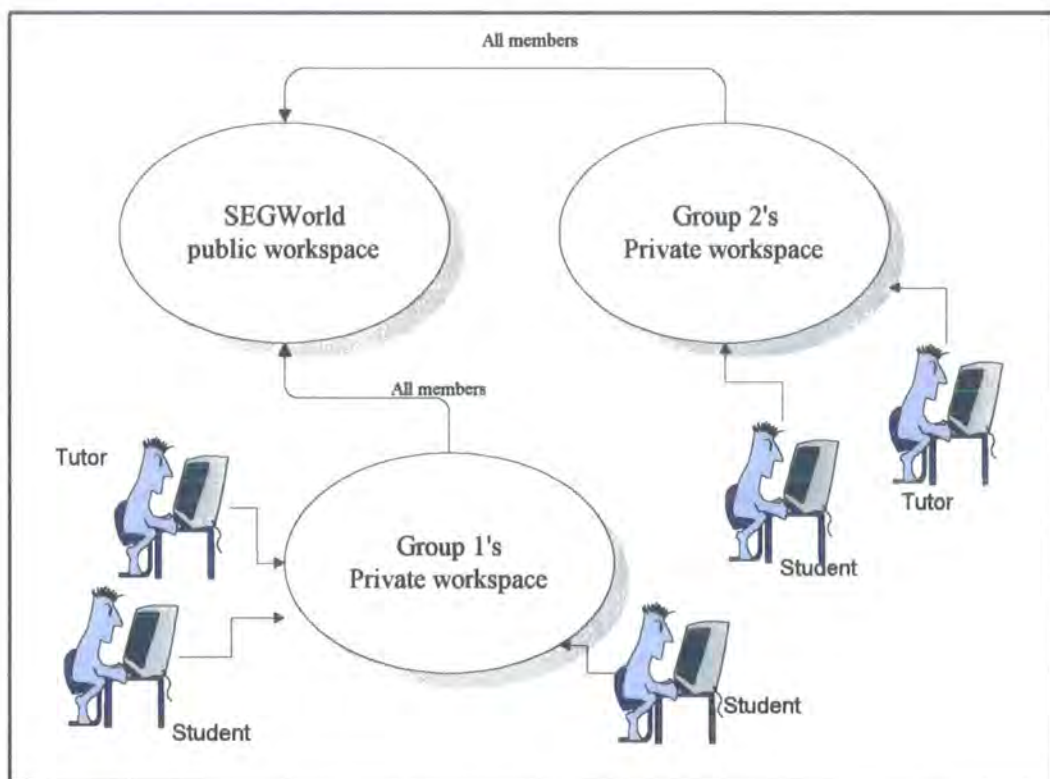 All members
SEGWorld
public workspace
Group 2's
Private workspace
All members
Tutor
Tutor
Student
Group 1's
Private workspace
Student
Student